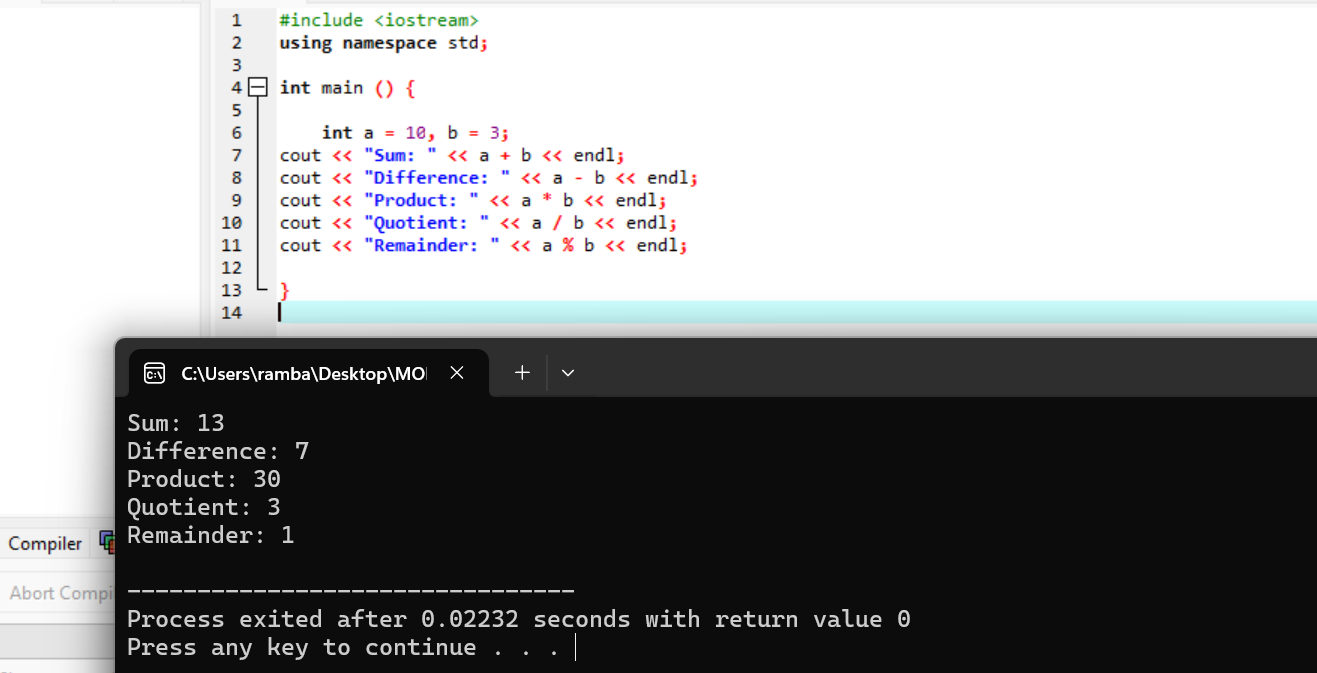 1 #include <iostream>
2 using namespace std;
3
4 int main () {
5
6     int a = 10, b = 3;
7 cout << "Sum: " << a + b << endl;
8 cout << "Difference: " << a - b << endl;
9 cout << "Product: " << a * b << endl;
10 cout << "Quotient: " << a / b << endl;
11 cout << "Remainder: " << a % b << endl;
12
13 }
14
C:\Users\ramba\Desktop\MO
Sum: 13
Difference: 7
Product: 30
Quotient: 3
Remainder: 1
--------------------------------
Process exited after 0.02232 seconds with return value 0
Press any key to continue . . .
Compiler
Abort Compi